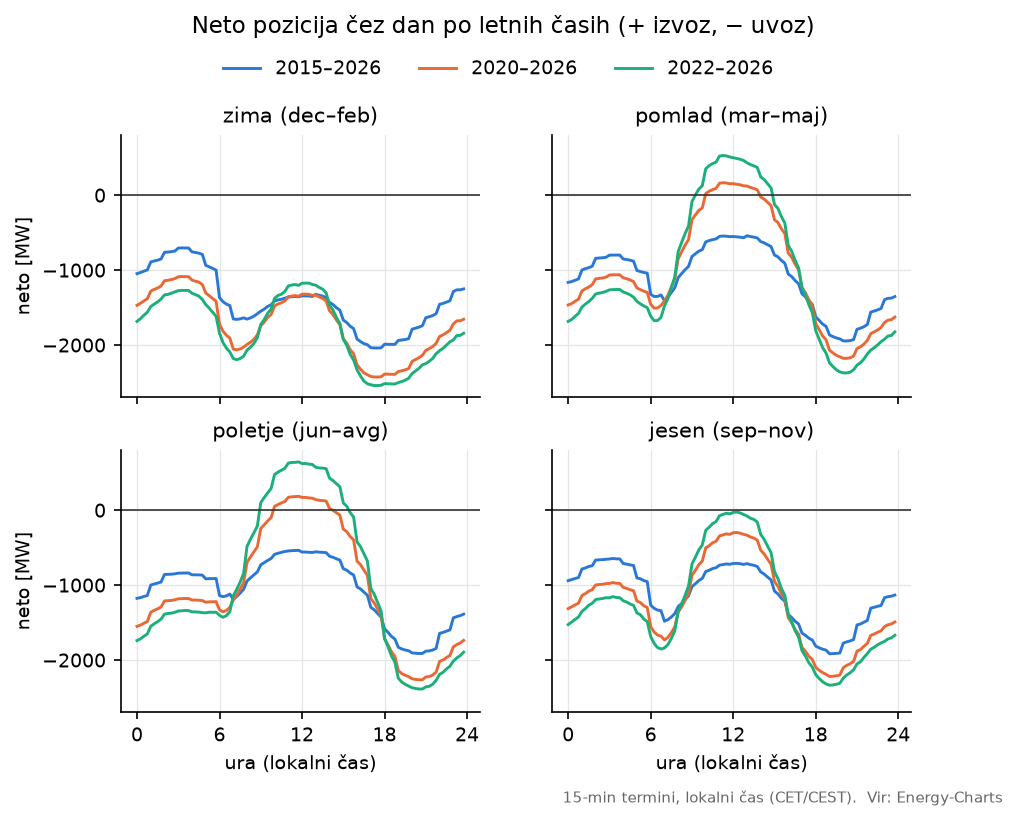 Neto pozicija čez dan po letnih časih (+ izvoz, − uvoz)
2015–2026 2020–2026 2022–2026
zima (dec–feb) pomlad (mar–maj)
neto [MW]
0
−1000
−2000
poletje (jun–avg) jesen (sep–nov)
neto [MW]
0
−1000
−2000
0 6 12 18 24 0 6 12 18 24
ura (lokalni čas) ura (lokalni čas)
15-min termini, lokalni čas (CET/CEST).  Vir: Energy-Charts